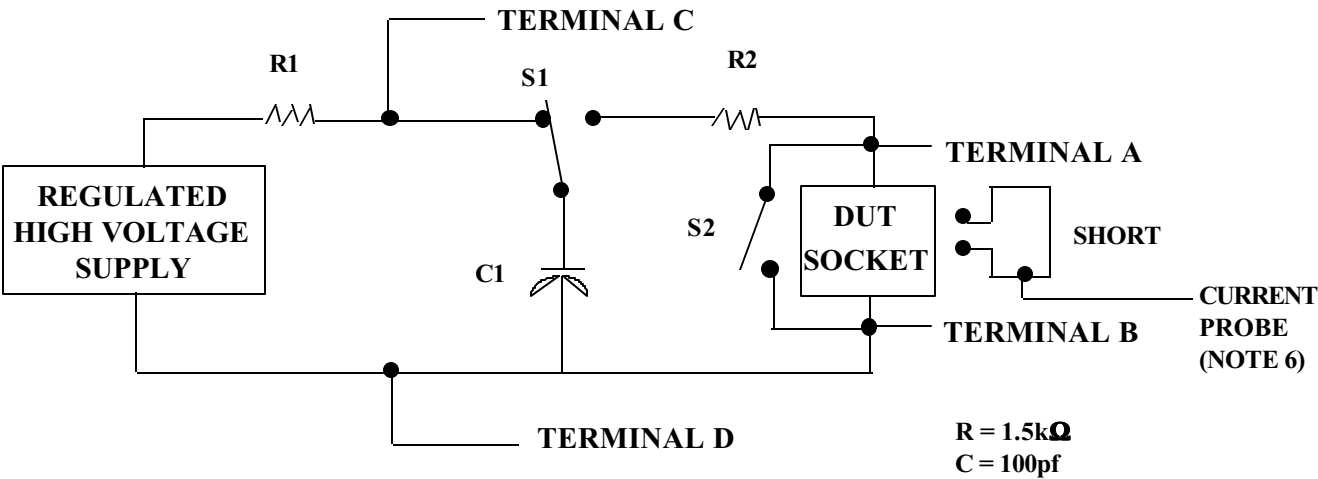 TERMINAL C
R1
S1
R2
TERMINAL A
REGULATED
HIGH VOLTAGE
SUPPLY
S2
DUT
SOCKET
SHORT
C1
CURRENT
PROBE
(NOTE 6)
TERMINAL B
TERMINAL D
R = 1.5kΩ
C = 100pf